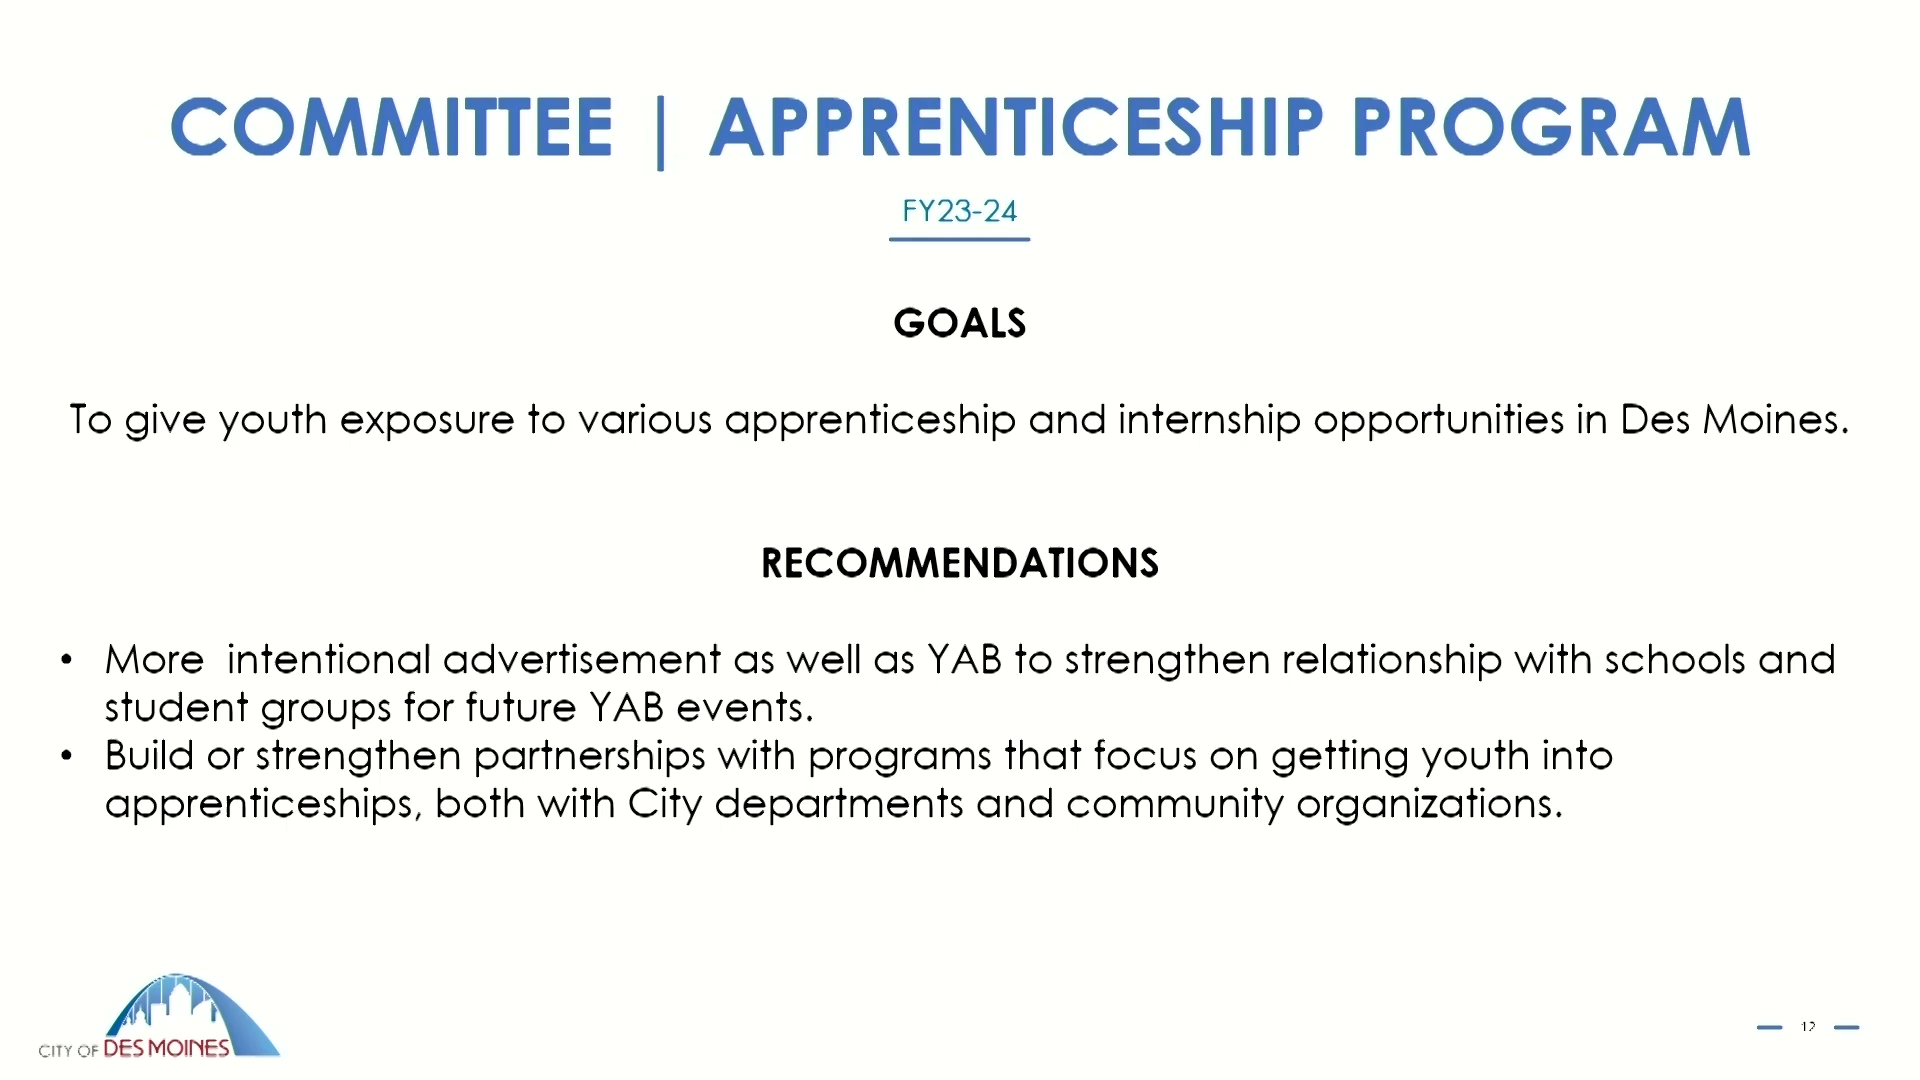 COMMITTEE | APPRENTICESHIP PROGRAM
FY23-24
GOALS
To give youth exposure to various apprenticeship and internship opportunities in Des Moines.
RECOMMENDATIONS
• More  intentional advertisement as well as YAB to strengthen relationship with schools and
student groups for future YAB events.
• Build or strengthen partnerships with programs that focus on getting youth into
apprenticeships, both with City departments and community organizations.
CITY OF DES MOINES
12